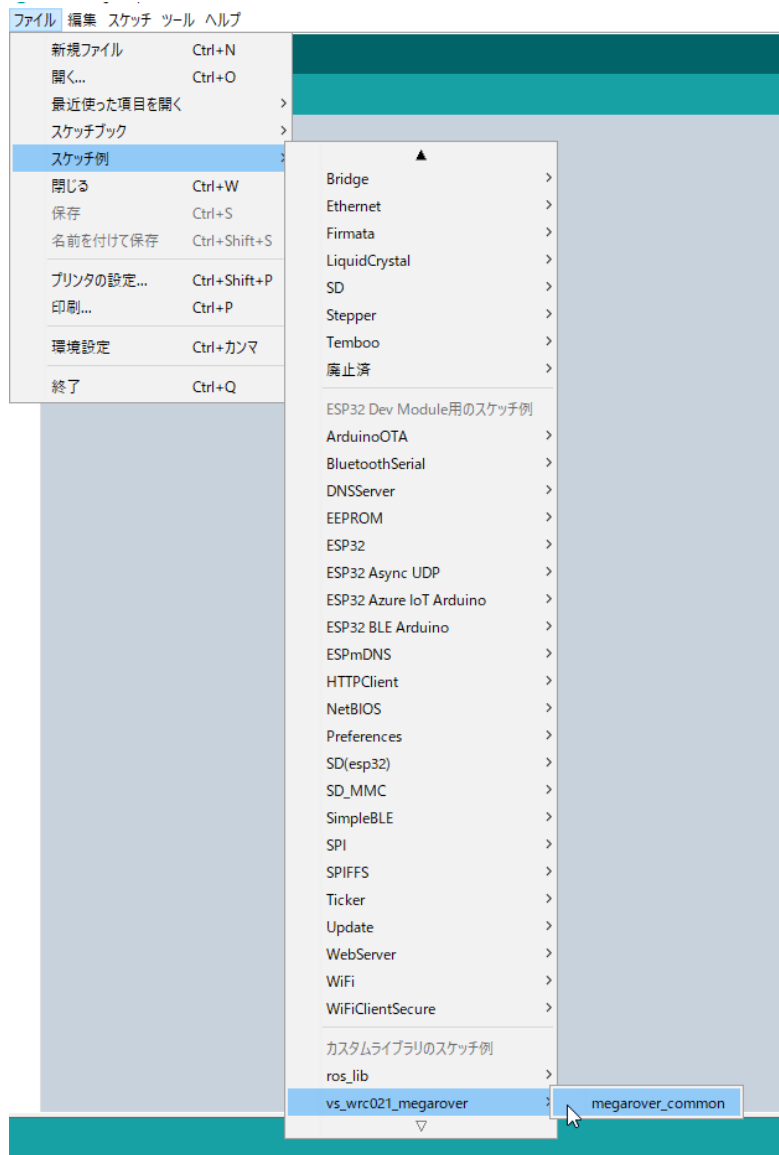 ファイル 編集 スケッチ ツール ヘルプ
新規ファイル Ctrl+N
開く... Ctrl+O
最近使った項目を開く
スケッチブック
スケッチ例
閉じる Ctrl+W
保存 Ctrl+S
名前を付けて保存 Ctrl+Shift+S
プリンタの設定... Ctrl+Shift+P
印刷... Ctrl+P
環境設定 Ctrl+カンマ
終了 Ctrl+Q
Bridge
Ethernet
Firmata
LiquidCrystal
SD
Stepper
Temboo
廃止済
ESP32 Dev Module用のスケッチ例
ArduinoOTA
BluetoothSerial
DNSServer
EEPROM
ESP32
ESP32 Async UDP
ESP32 Azure IoT Arduino
ESP32 BLE Arduino
ESPmDNS
HTTPClient
NetBIOS
Preferences
SD(esp32)
SD_MMC
SimpleBLE
SPI
SPIFFS
Ticker
Update
WebServer
WiFi
WiFiClientSecure
カスタムライブラリのスケッチ例
ros_lib
vs_wrc021_megarover
megarover_common